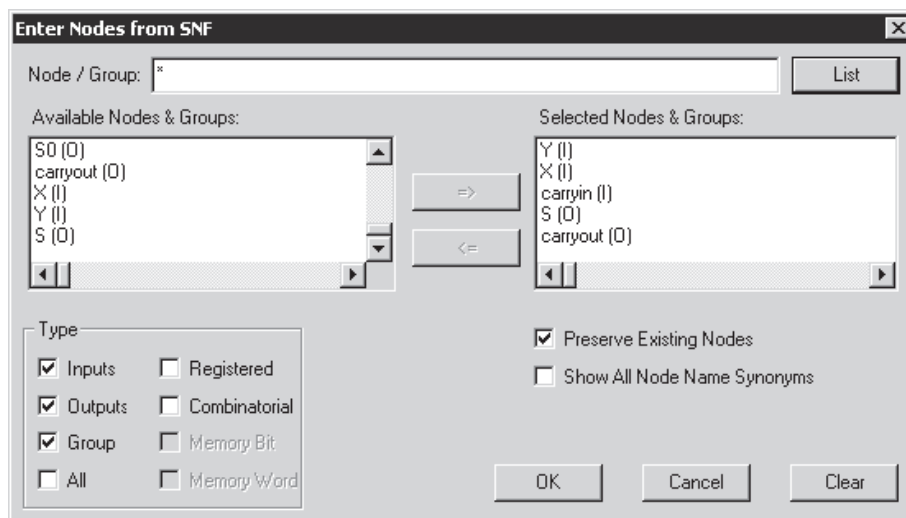 Enter Nodes from SNF
Node / Group: *
List
Available Nodes & Groups:
S0 (O)
carryout (O)
X (I)
Y (I)
S (O)
=>
<=
Selected Nodes & Groups:
Y (I)
X (I)
carryin (I)
S (O)
carryout (O)
Type
Inputs
Registered
Outputs
Combinatorial
Group
Memory Bit
All
Memory Word
Preserve Existing Nodes
Show All Node Name Synonyms
OK
Cancel
Clear